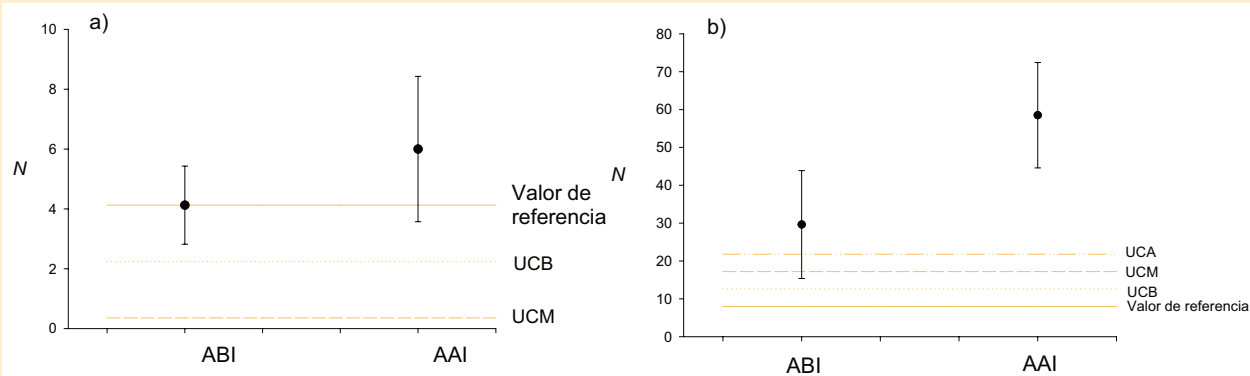 a)
10
8
6
4
2
0
N
Valor de
referencia
UCB
UCM
ABI
AAI
b)
80
70
60
50
40
30
20
10
0
N
UCA
UCM
UCB
Valor de referencia
ABI
AAI